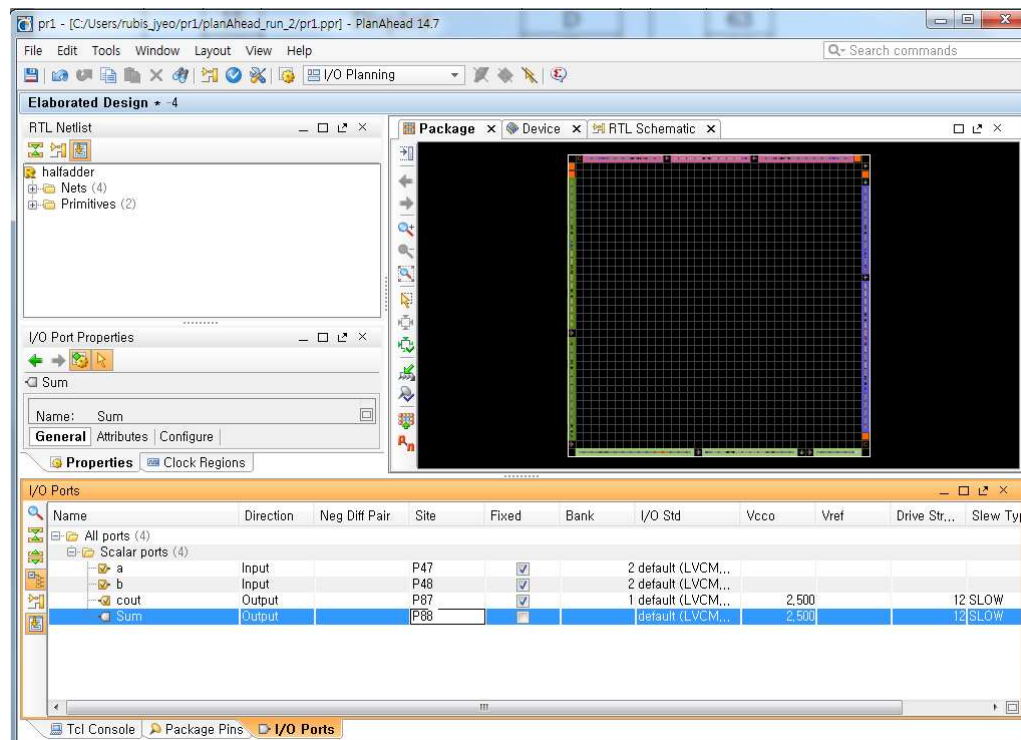 pr1 - [C:/Users/rubis_jyeo/pr1/planAhead_run_2/pr1.ppr] - PlanAhead 14.7
File Edit Tools Window Layout View Help
Search commands
I/O Planning
Elaborated Design * -4
RTL Netlist
halfadder
Nets (4)
Primitives (2)
Package Device RTL Schematic
I/O Port Properties
Sum
Name: Sum
General Attributes Configure
Properties Clock Regions
I/O Ports
Name Direction Neg Diff Pair Site Fixed Bank I/O Std Vcco Vref Drive Str... Slew Typ
All ports (4)
Scalar ports (4)
a Input P47 2 default (LVCM...
b Input P48 2 default (LVCM...
cout Output P87 1 default (LVCM... 2,500 12 SLOW
Sum Output P88 default (LVCM... 2,500 12 SLOW
Tcl Console Package Pins I/O Ports